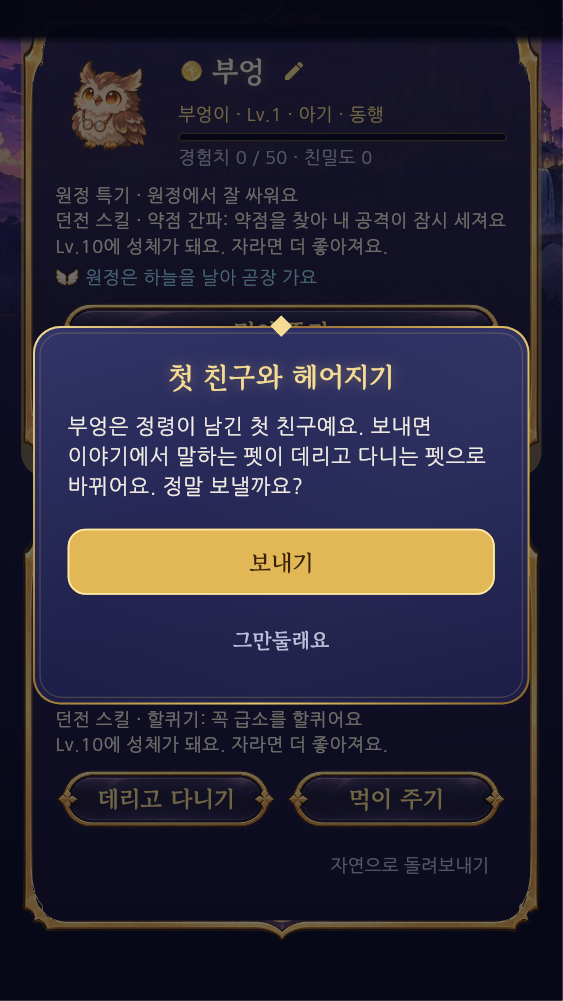 부엉
부엉이 · Lv.1 · 아기 · 동행
경험치 0 / 50 · 친밀도 0
원정 특기 · 원정에서 잘 싸워요
던전 스킬 · 약점 간파: 약점을 찾아 내 공격이 잠시 세져요
Lv.10에 성체가 돼요. 자라면 더 좋아져요.
원정은 하늘을 날아 곧장 가요
첫 친구와 헤어지기
부엉은 정령이 남긴 첫 친구예요. 보내면
이야기에서 말하는 펫이 데리고 다니는 펫으로
바뀌어요. 정말 보낼까요?
보내기
그만둘래요
던전 스킬 · 할퀴기: 꼭 급소를 할퀴어요
Lv.10에 성체가 돼요. 자라면 더 좋아져요.
데리고 다니기
먹이 주기
자연으로 돌려보내기